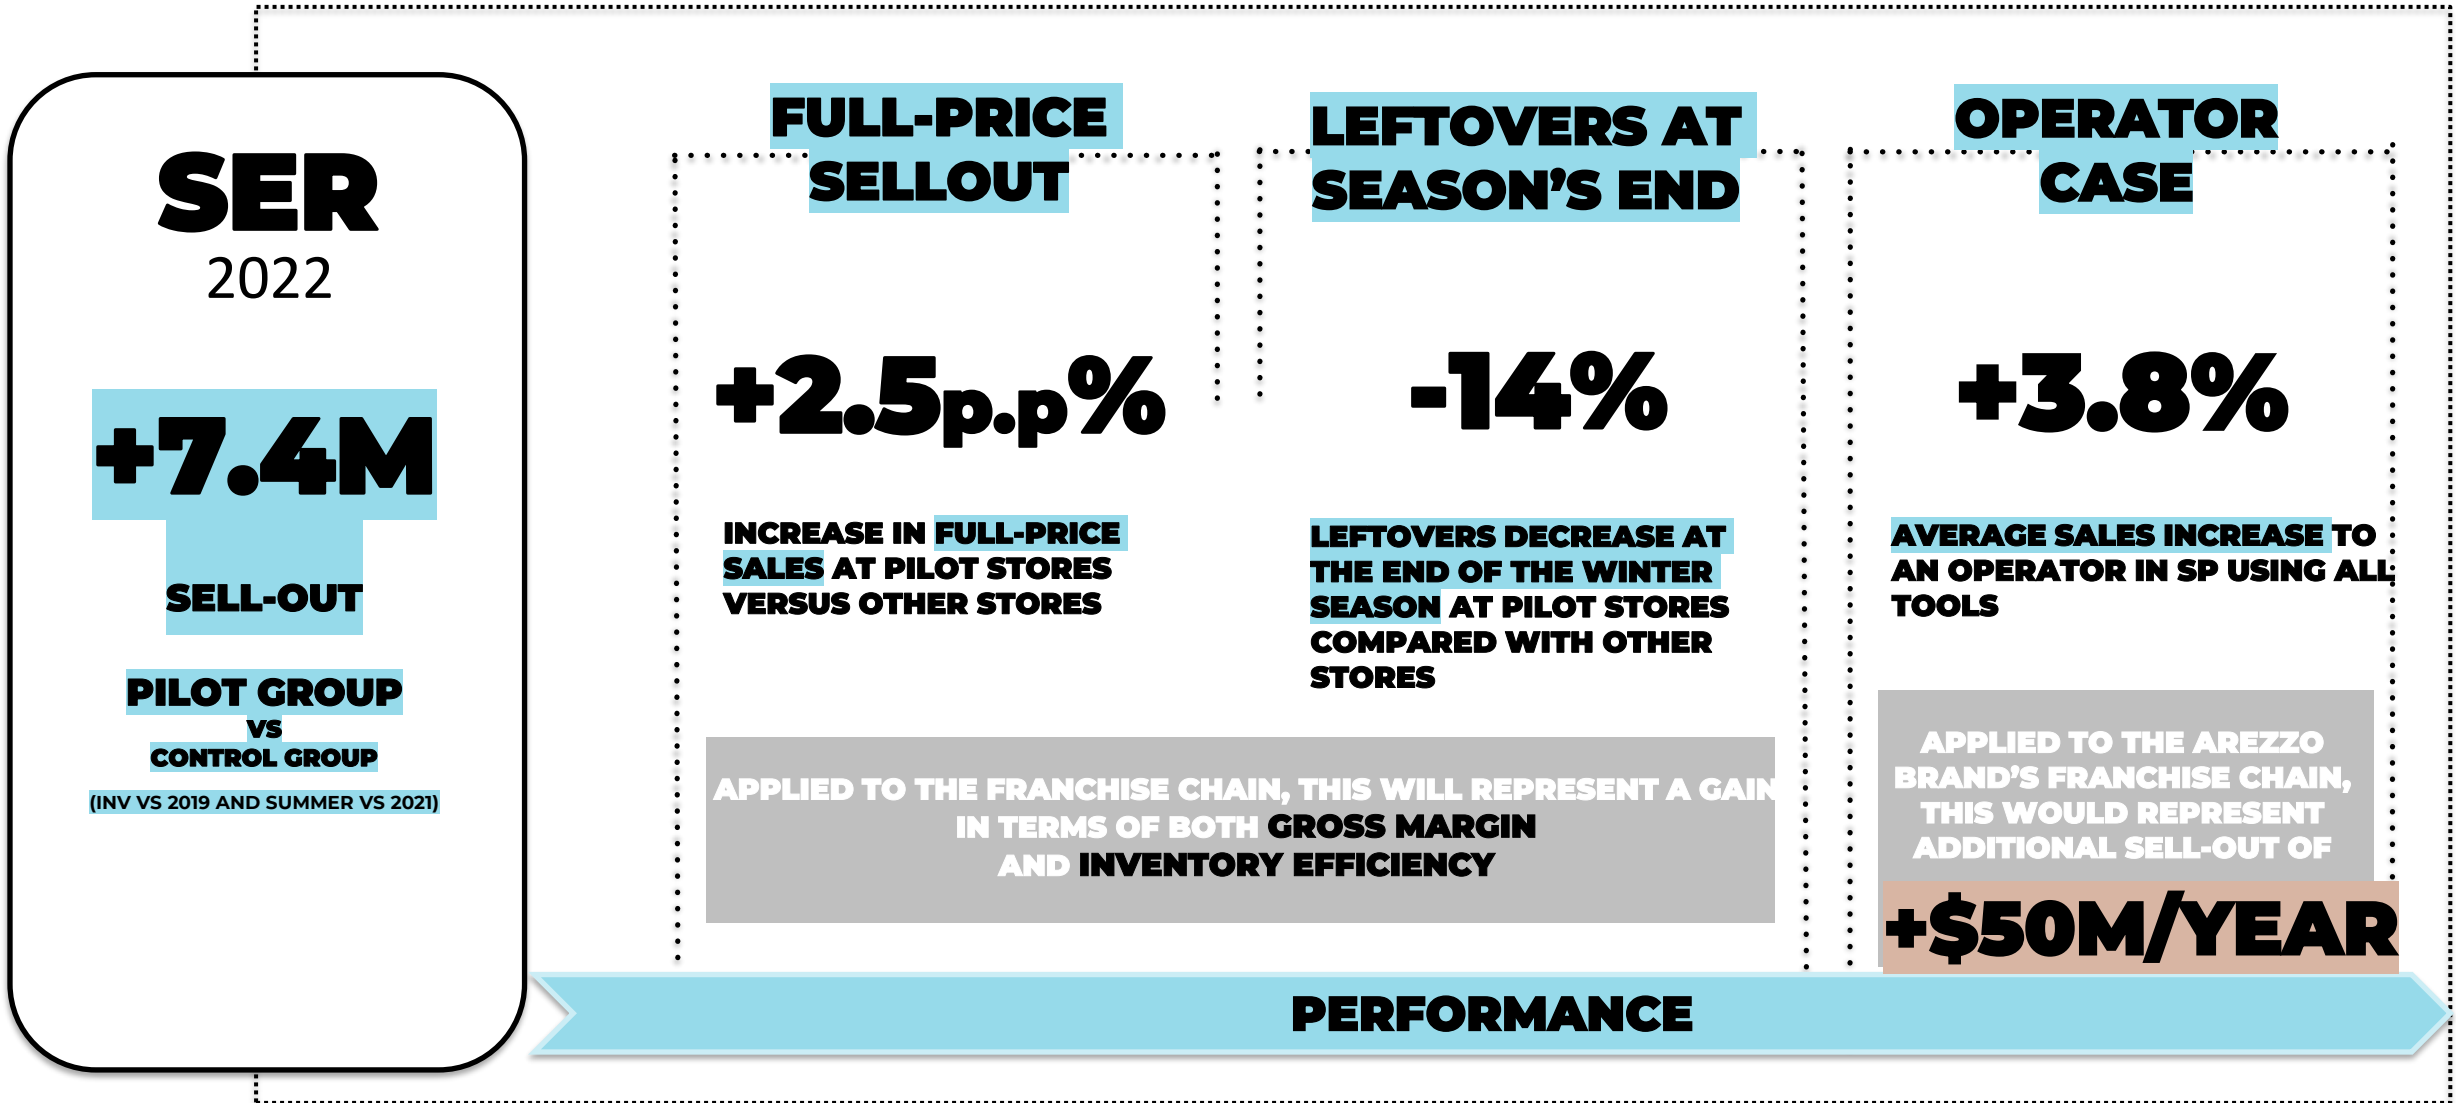 SER
2022
+7.4M
SELL-OUT
PILOT GROUP
VS
CONTROL GROUP
(INV VS 2019 AND SUMMER VS 2021)
FULL-PRICE
SELLOUT
+2.5p.p%
INCREASE IN FULL-PRICE
SALES AT PILOT STORES
VERSUS OTHER STORES
LEFTOVERS AT
SEASON’S END
-14%
LEFTOVERS DECREASE AT
THE END OF THE WINTER
SEASON AT PILOT STORES
COMPARED WITH OTHER
STORES
APPLIED TO THE FRANCHISE CHAIN, THIS WILL REPRESENT A GAIN
IN TERMS OF BOTH GROSS MARGIN
AND INVENTORY EFFICIENCY
OPERATOR
CASE
+3.8%
AVERAGE SALES INCREASE TO
AN OPERATOR IN SP USING ALL
TOOLS
APPLIED TO THE AREZZO
BRAND’S FRANCHISE CHAIN,
THIS WOULD REPRESENT
ADDITIONAL SELL-OUT OF
+$50M/YEAR
PERFORMANCE